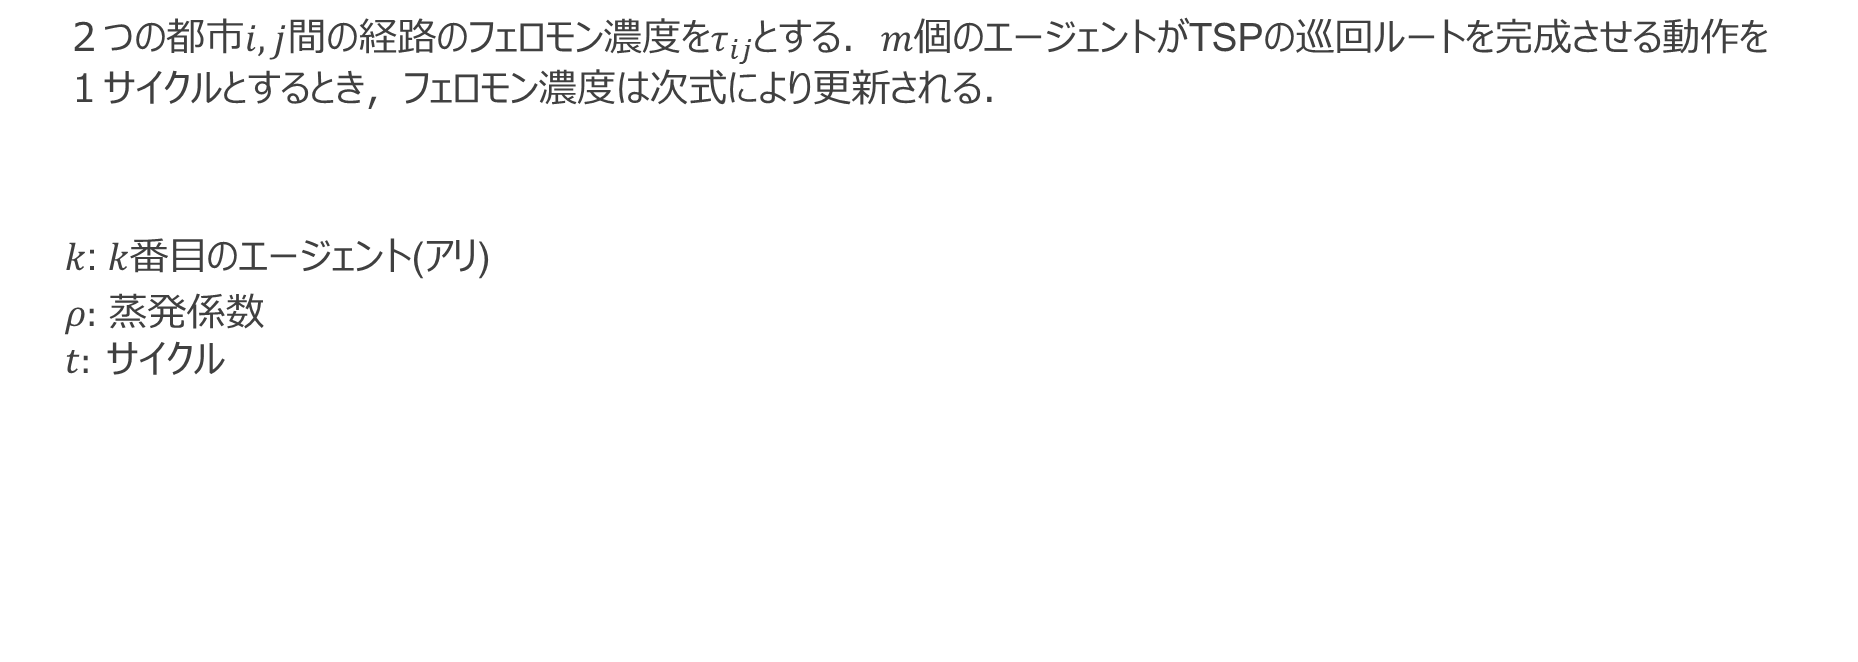 2つの都市𝑖, 𝑗間の経路のフェロモン濃度を𝜏𝑖𝑗とする．𝑚個のエージェントがTSPの巡回ルートを完成させる動作を
1サイクルとするとき，フェロモン濃度は次式により更新される．
𝑘: 𝑘番目のエージェント(アリ)
𝜌: 蒸発係数
𝑡: サイクル